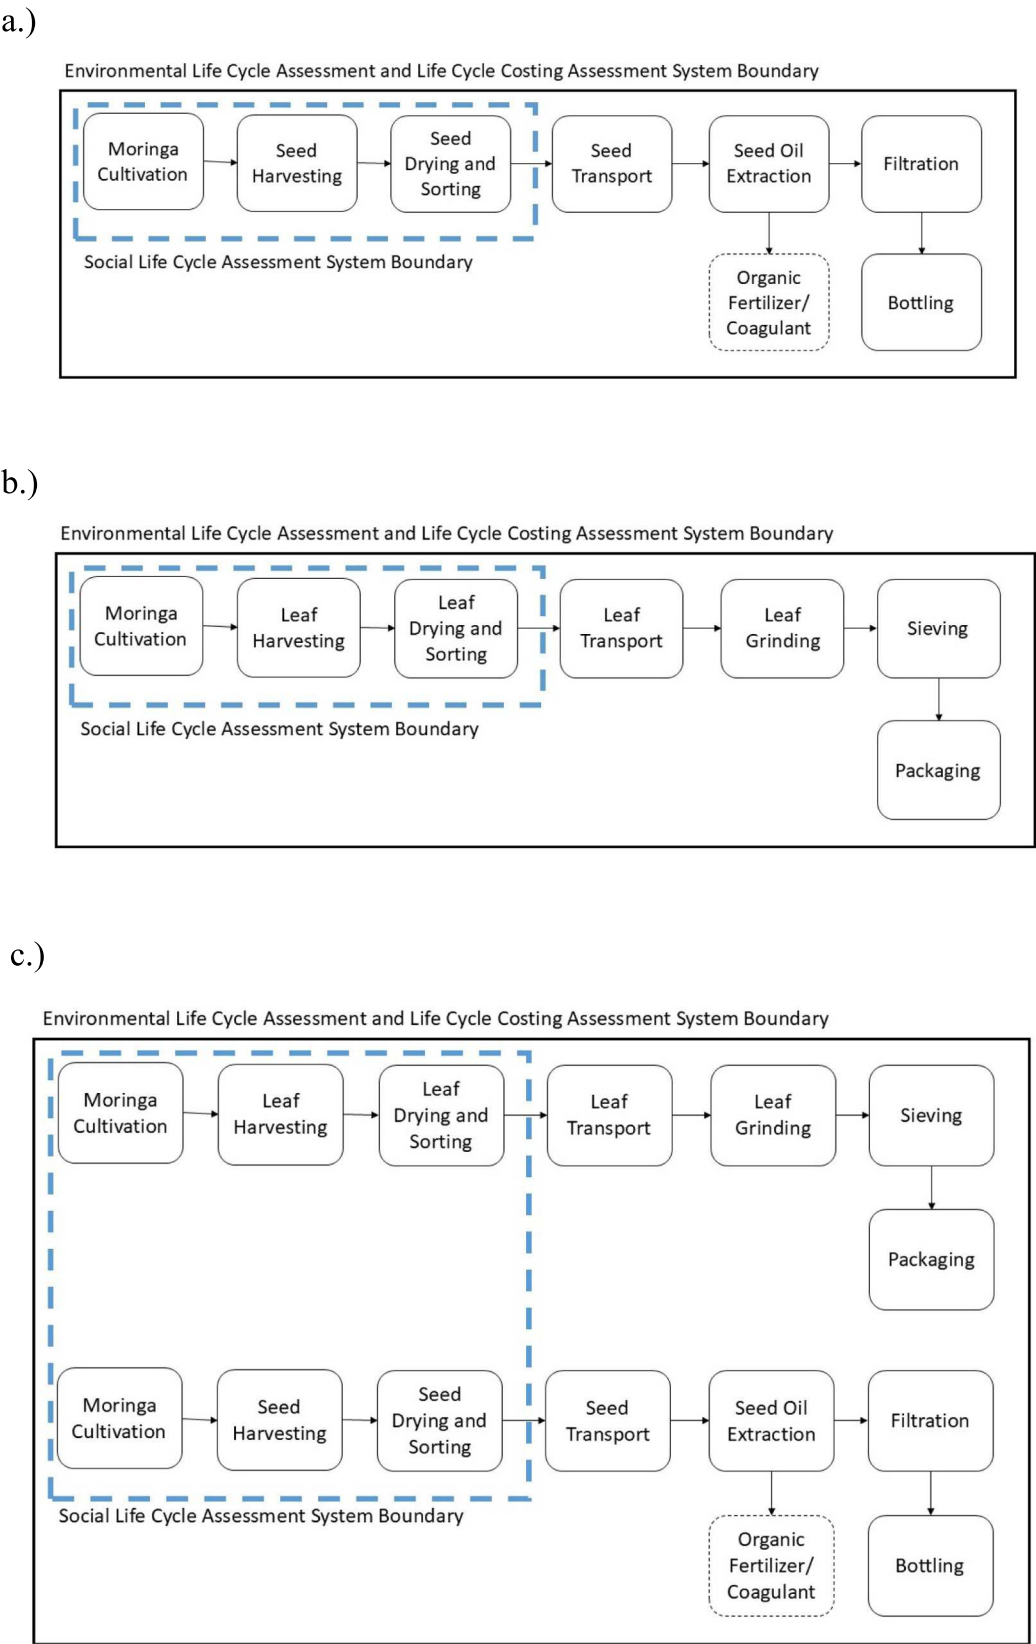 a.)
Environmental Life Cycle Assessment and Life Cycle Costing Assessment System Boundary
Moringa
Cultivation
Seed
Harvesting
Seed
Drying and
Sorting
Seed
Transport
Seed Oil
Extraction
Filtration
Social Life Cycle Assessment System Boundary
Organic
Fertilizer/
Coagulant
Bottling
b.)
Environmental Life Cycle Assessment and Life Cycle Costing Assessment System Boundary
Moringa
Cultivation
Leaf
Harvesting
Leaf
Drying and
Sorting
Leaf
Transport
Leaf
Grinding
Sieving
Social Life Cycle Assessment System Boundary
Packaging
c.)
Environmental Life Cycle Assessment and Life Cycle Costing Assessment System Boundary
Moringa
Cultivation
Leaf
Harvesting
Leaf
Drying and
Sorting
Leaf
Transport
Leaf
Grinding
Sieving
Packaging
Moringa
Cultivation
Seed
Harvesting
Seed
Drying and
Sorting
Seed
Transport
Seed Oil
Extraction
Filtration
Social Life Cycle Assessment System Boundary
Organic
Fertilizer/
Coagulant
Bottling